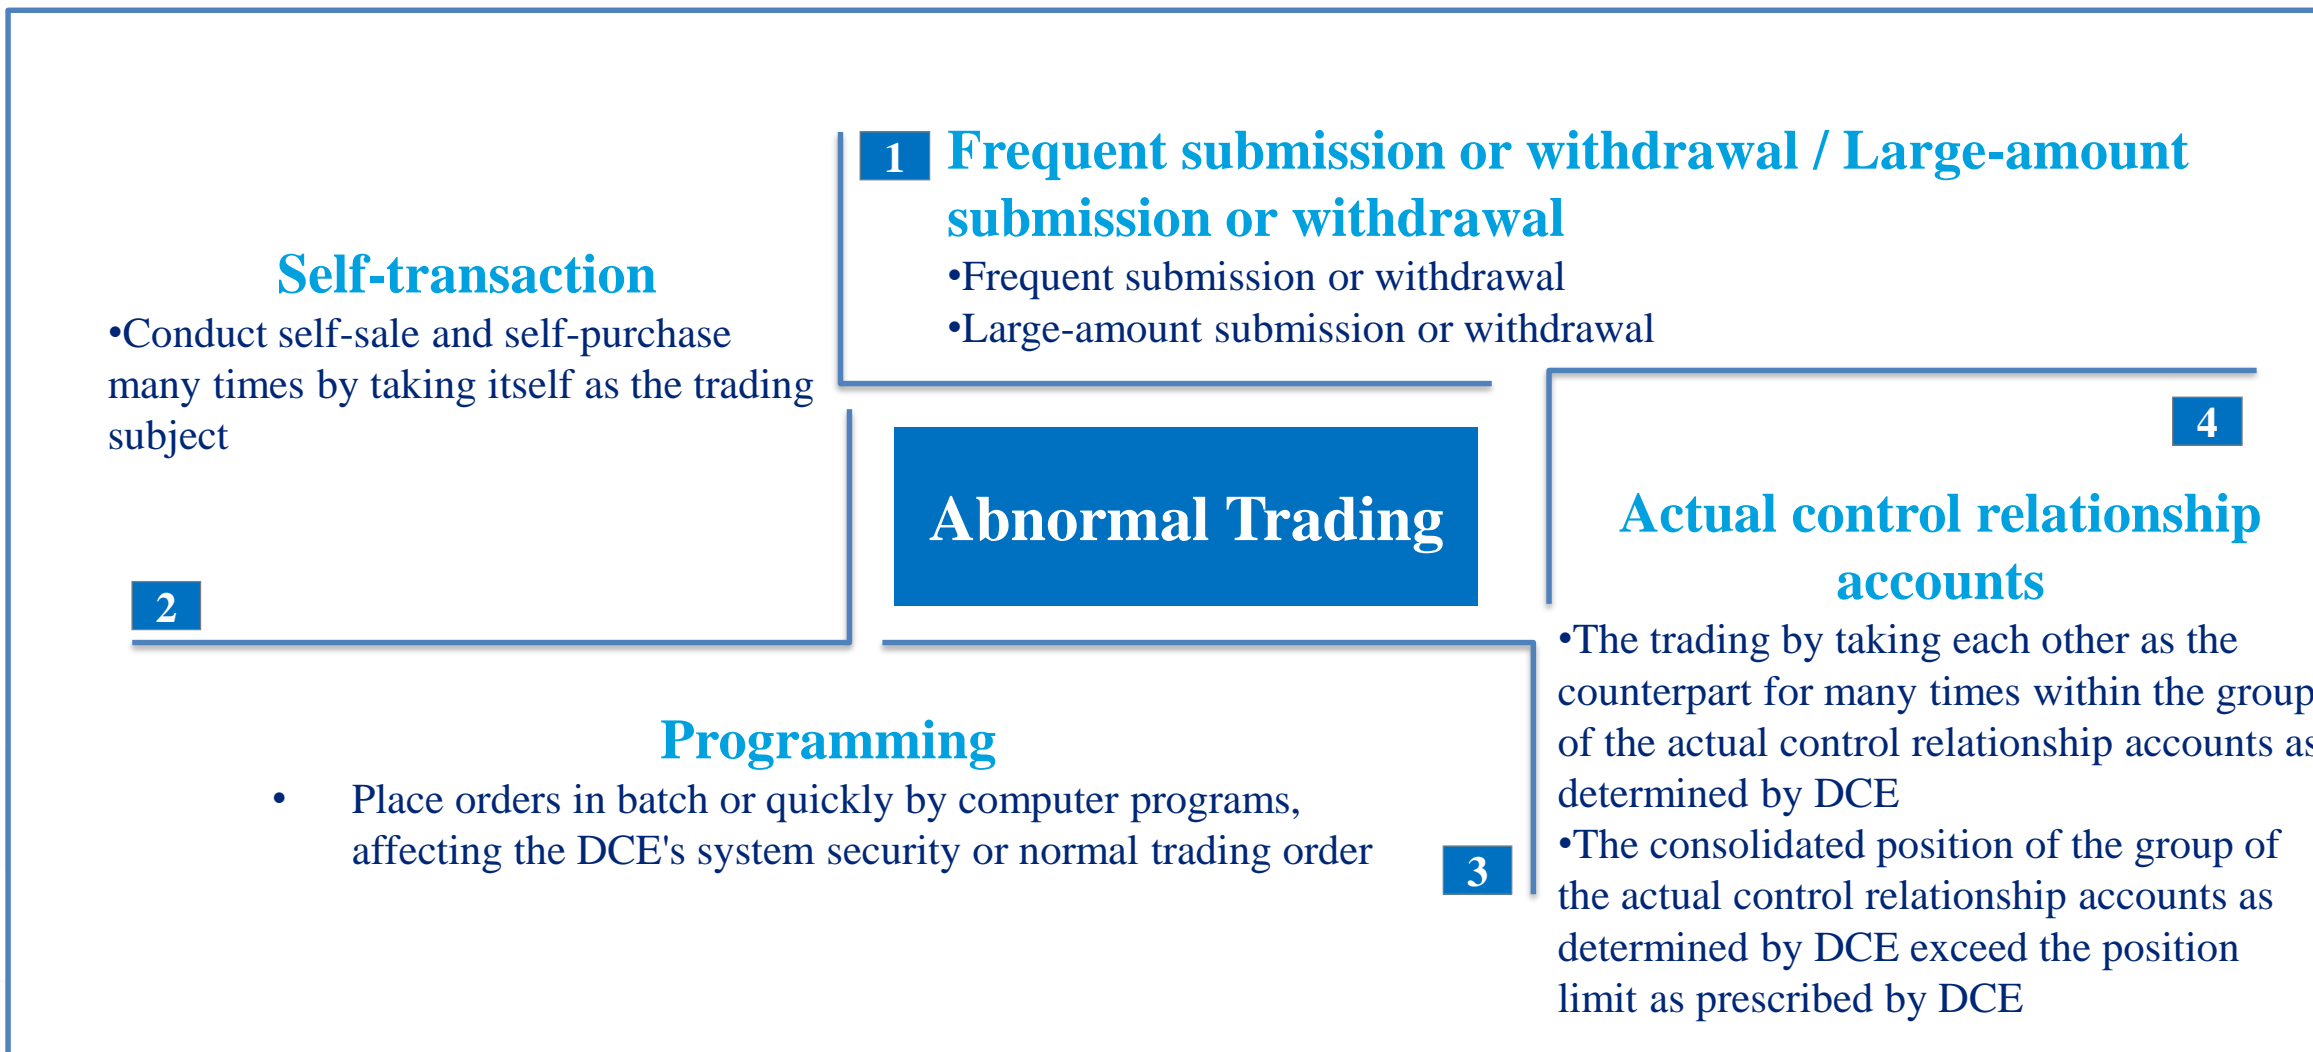 1
Frequent submission or withdrawal / Large-amount
submission or withdrawal
•Frequent submission or withdrawal
•Large-amount submission or withdrawal
Self-transaction
•Conduct self-sale and self-purchase
many times by taking itself as the trading
subject
2
Abnormal Trading
Programming
• Place orders in batch or quickly by computer programs,
affecting the DCE's system security or normal trading order
3
4
Actual control relationship
accounts
•The trading by taking each other as the
counterpart for many times within the group
of the actual control relationship accounts as
determined by DCE
•The consolidated position of the group of
the actual control relationship accounts as
determined by DCE exceed the position
limit as prescribed by DCE